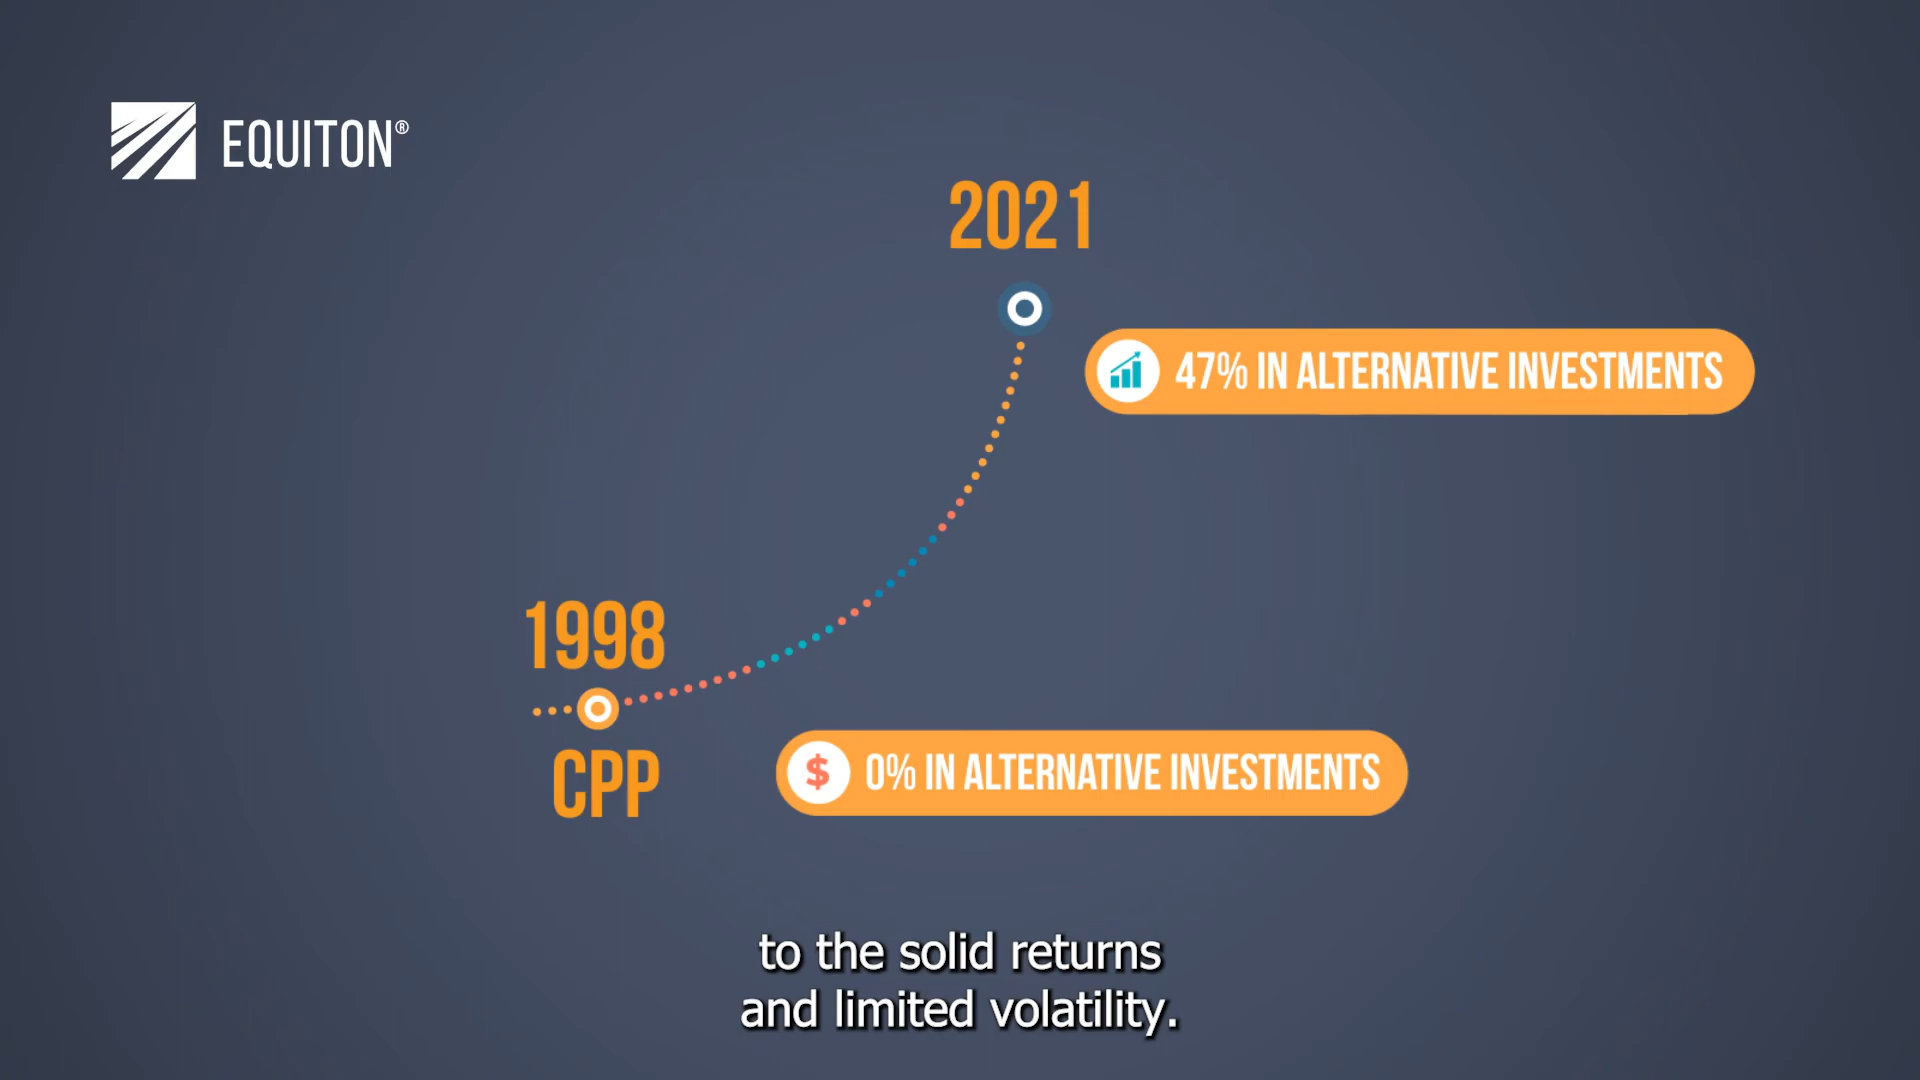 EQUITON®
2021
47% IN ALTERNATIVE INVESTMENTS
1998
CPP
$ 0% IN ALTERNATIVE INVESTMENTS
to the solid returns
and limited volatility.